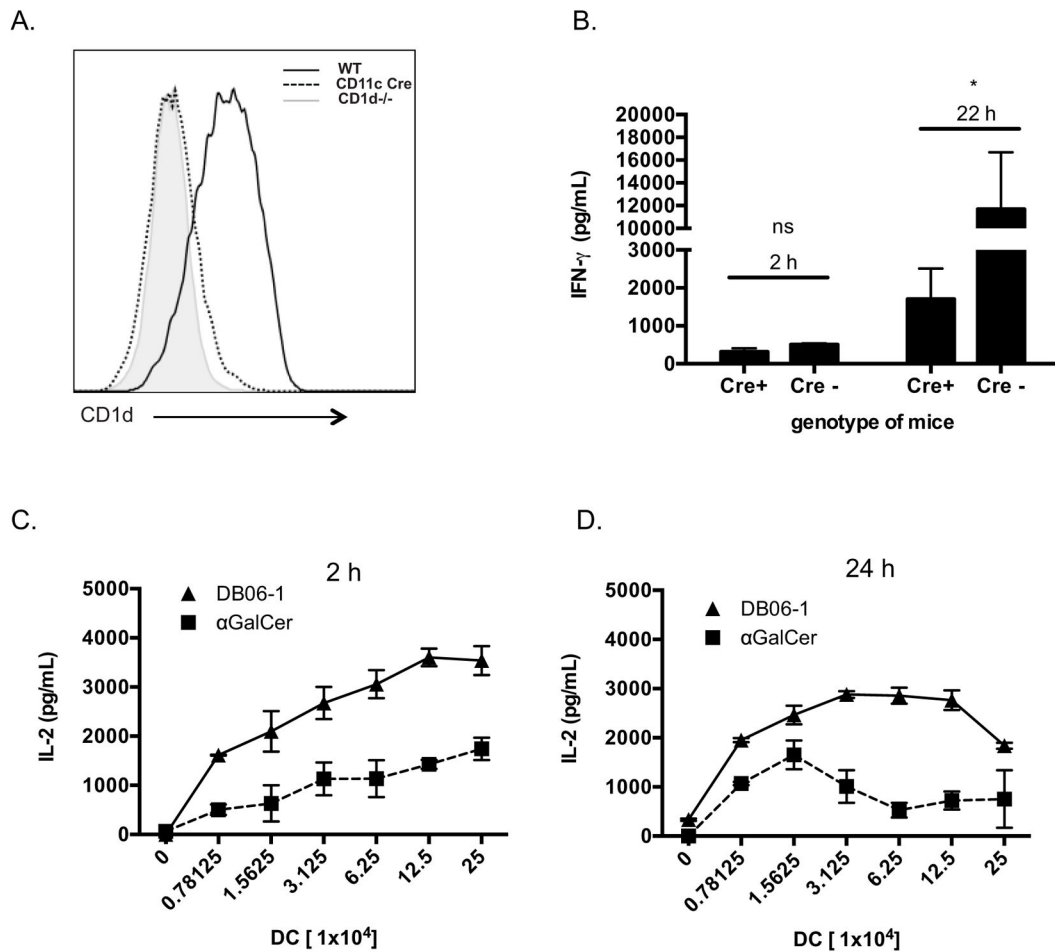 A.
WT
CD11c Cre
CD1d-/-
CD1d
B.
*
22 h
ns
2 h
20000
18000
16000
14000
12000
10000
3000
2000
1000
0
IFN-γ (pg/mL)
Cre+ Cre - Cre+ Cre -
genotype of mice
C.
2 h
DB06-1
αGalCer
5000
4000
3000
2000
1000
0
IL-2 (pg/mL)
0 0.78125 1.5625 3.125 6.25 12.5 25
DC [ 1x10⁴]
D.
24 h
DB06-1
αGalCer
5000
4000
3000
2000
1000
0
IL-2 (pg/mL)
0 0.78125 1.5625 3.125 6.25 12.5 25
DC [ 1x10⁴]